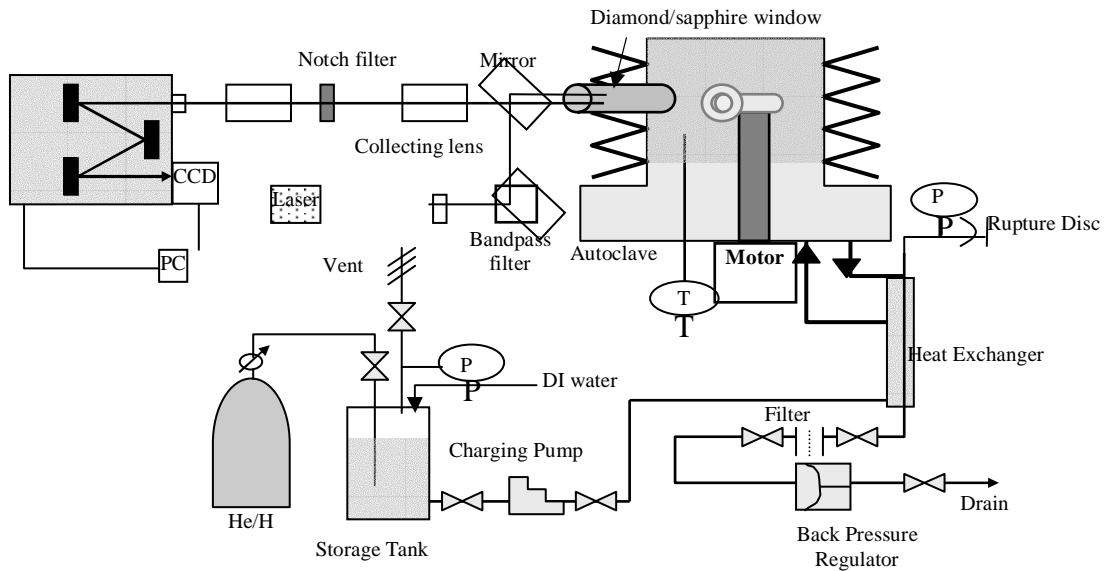 Diamond/sapphire window
Notch filter
Mirror
Collecting lens
CCD
Laser
PC
Bandpass
filter
Autoclave
Motor
P
P
Rupture Disc
Vent
T
T
Heat Exchanger
P
P
DI water
Filter
Charging Pump
He/H
Storage Tank
Drain
Back Pressure
Regulator